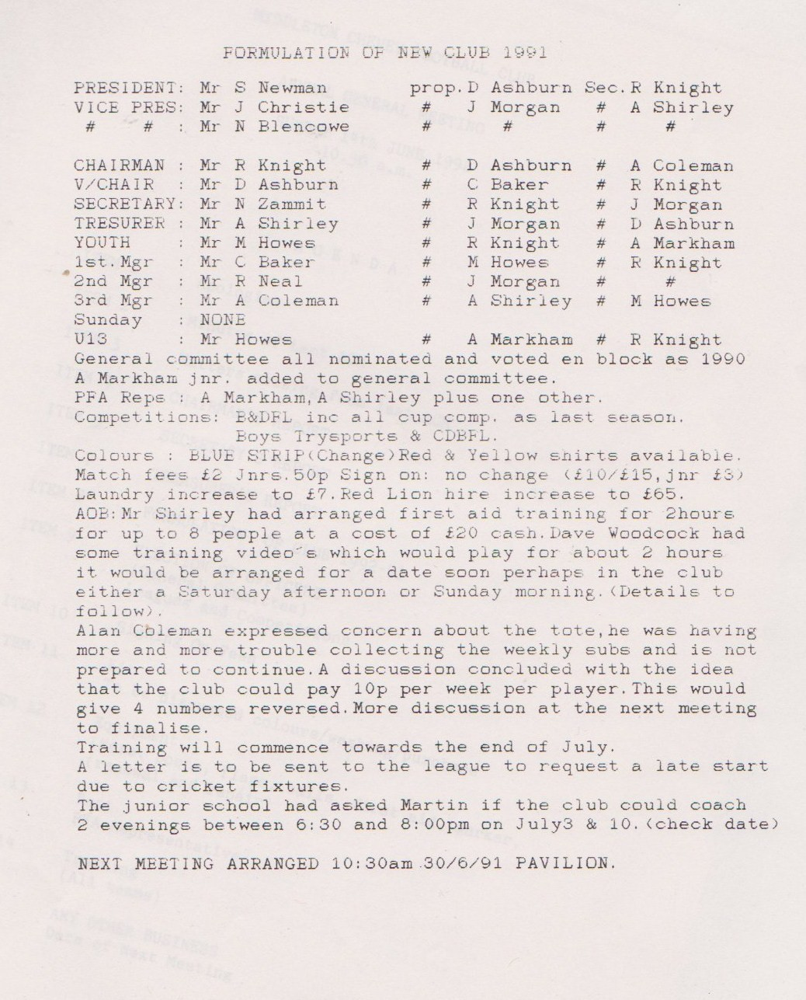 FORMULATION OF NEW CLUB 1991
PRESIDENT: Mr S Newman prop. D Ashburn Sec. R Knight
VICE PRES: Mr J Christie # J Morgan # A Shirley
# # : Mr N Blencowe # # # #
CHAIRMAN : Mr R Knight # D Ashburn # A Coleman
V/CHAIR : Mr D Ashburn # C Baker # R Knight
SECRETARY: Mr N Zammit # R Knight # J Morgan
TRESURER : Mr A Shirley # J Morgan # D Ashburn
YOUTH : Mr M Howes # R Knight # A Markham
1st. Mgr : Mr C Baker # M Howes # R Knight
2nd Mgr : Mr R Neal # J Morgan # #
3rd Mgr : Mr A Coleman # A Shirley # M Howes
Sunday : NONE
U13 : Mr Howes # A Markham # R Knight
General committee all nominated and voted en block as 1990
A Markham jnr. added to general committee.
PFA Reps : A Markham, A Shirley plus one other.
Competitions: B&DFL inc all cup comp. as last season.
Boys Trysports & CDBFL.
Colours : BLUE STRIP(Change)Red & Yellow shirts available.
Match fees £2 Jnrs.50p Sign on: no change (£10/£15,jnr £3)
Laundry increase to £7.Red Lion hire increase to £65.
AOB:Mr Shirley had arranged first aid training for 2hours
for up to 8 people at a cost of £20 cash.Dave Woodcock had
some training video's which would play for about 2 hours
it would be arranged for a date soon perhaps in the club
either a Saturday afternoon or Sunday morning.(Details to
follow).
Alan Coleman expressed concern about the tote,he was having
more and more trouble collecting the weekly subs and is not
prepared to continue.A discussion concluded with the idea
that the club could pay 10p per week per player.This would
give 4 numbers reversed.More discussion at the next meeting
to finalise.
Training will commence towards the end of July.
A letter is to be sent to the league to request a late start
due to cricket fixtures.
The junior school had asked Martin if the club could coach
2 evenings between 6:30 and 8:00pm on July3 & 10.(check date)
NEXT MEETING ARRANGED 10:30am 30/6/91 PAVILION.